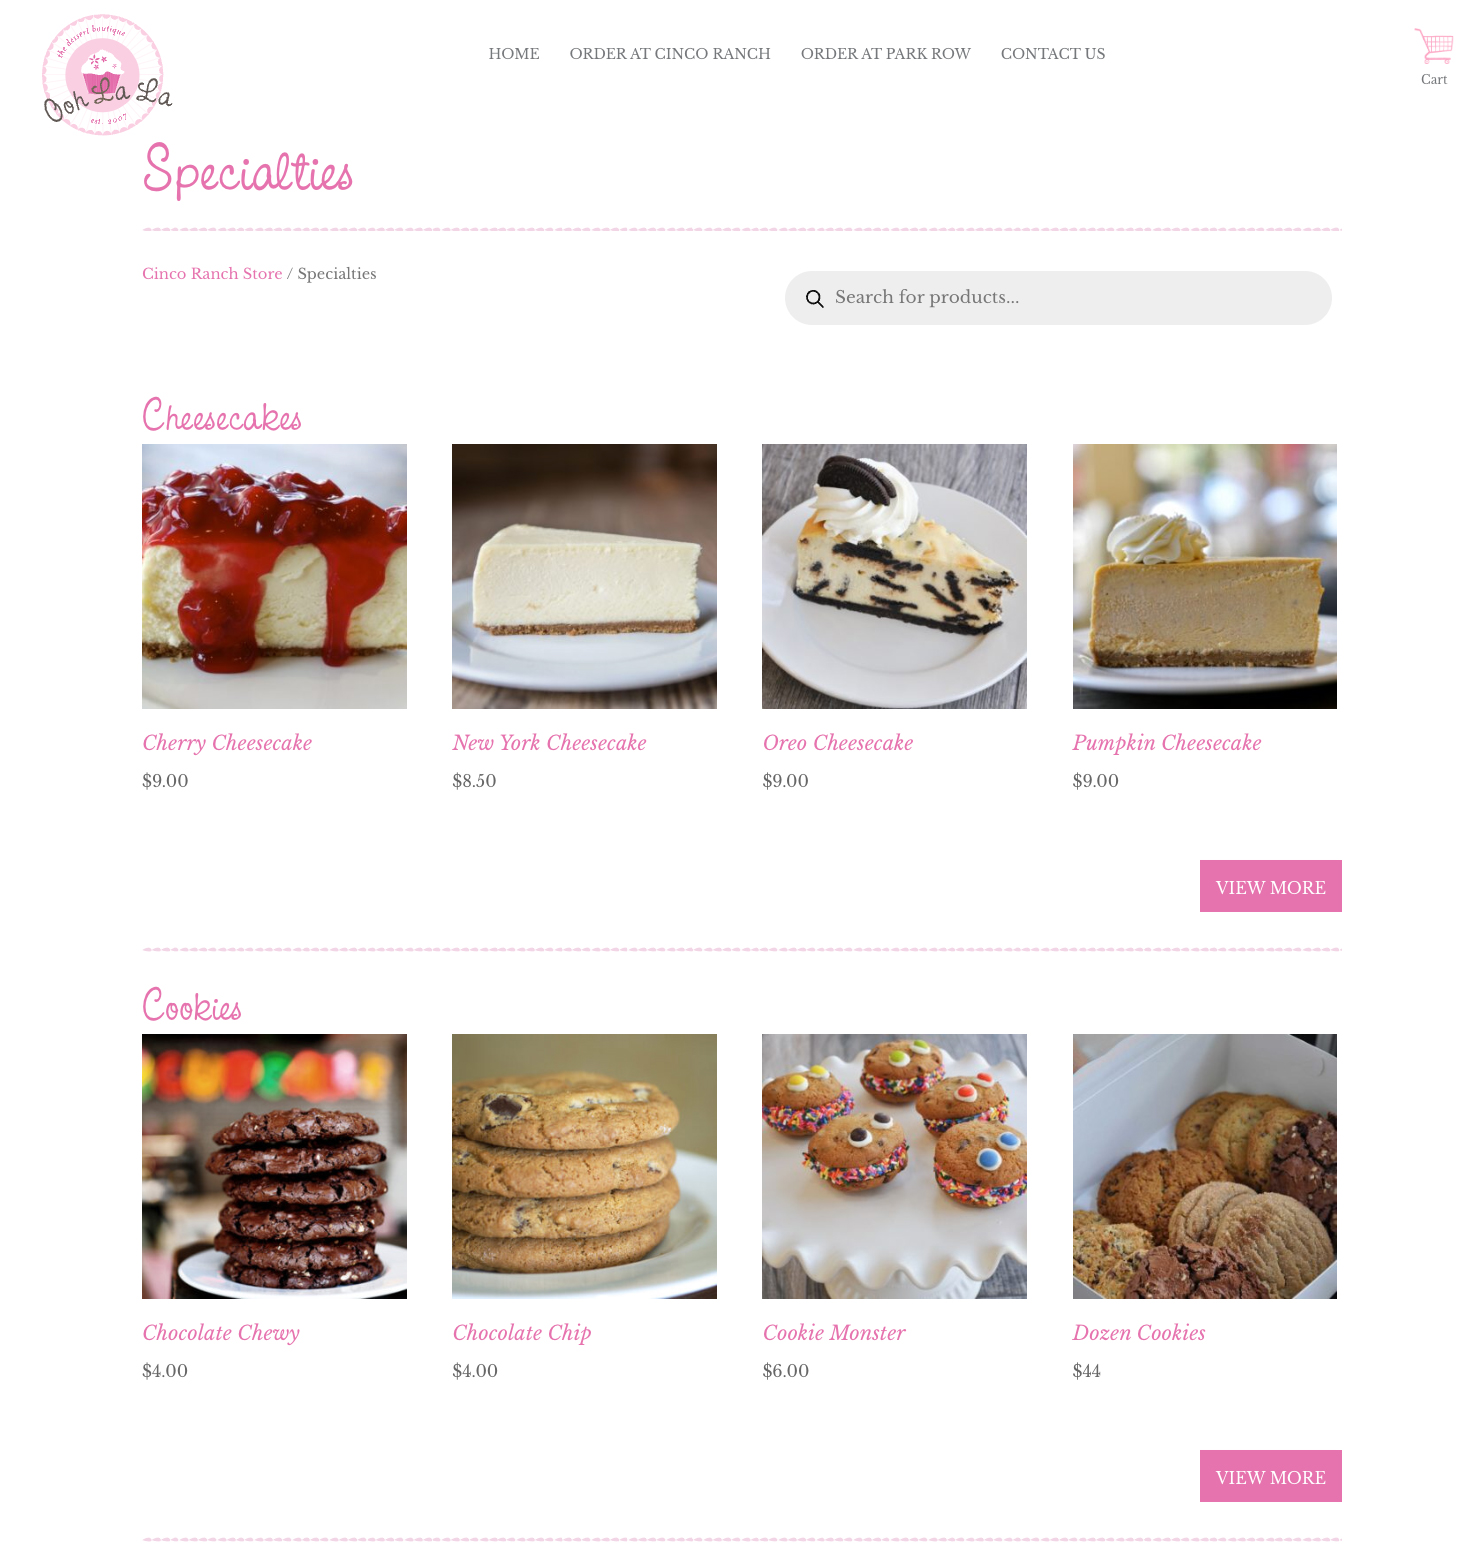 the dessert boutique
Ooh La La
est. 2007
HOME
ORDER AT CINCO RANCH
ORDER AT PARK ROW
CONTACT US
Cart
Specialties
Cinco Ranch Store / Specialties
Search for products...
Cheesecakes
Cherry Cheesecake
$9.00
New York Cheesecake
$8.50
Oreo Cheesecake
$9.00
Pumpkin Cheesecake
$9.00
VIEW MORE
Cookies
Chocolate Chewy
$4.00
Chocolate Chip
$4.00
Cookie Monster
$6.00
Dozen Cookies
$44
VIEW MORE